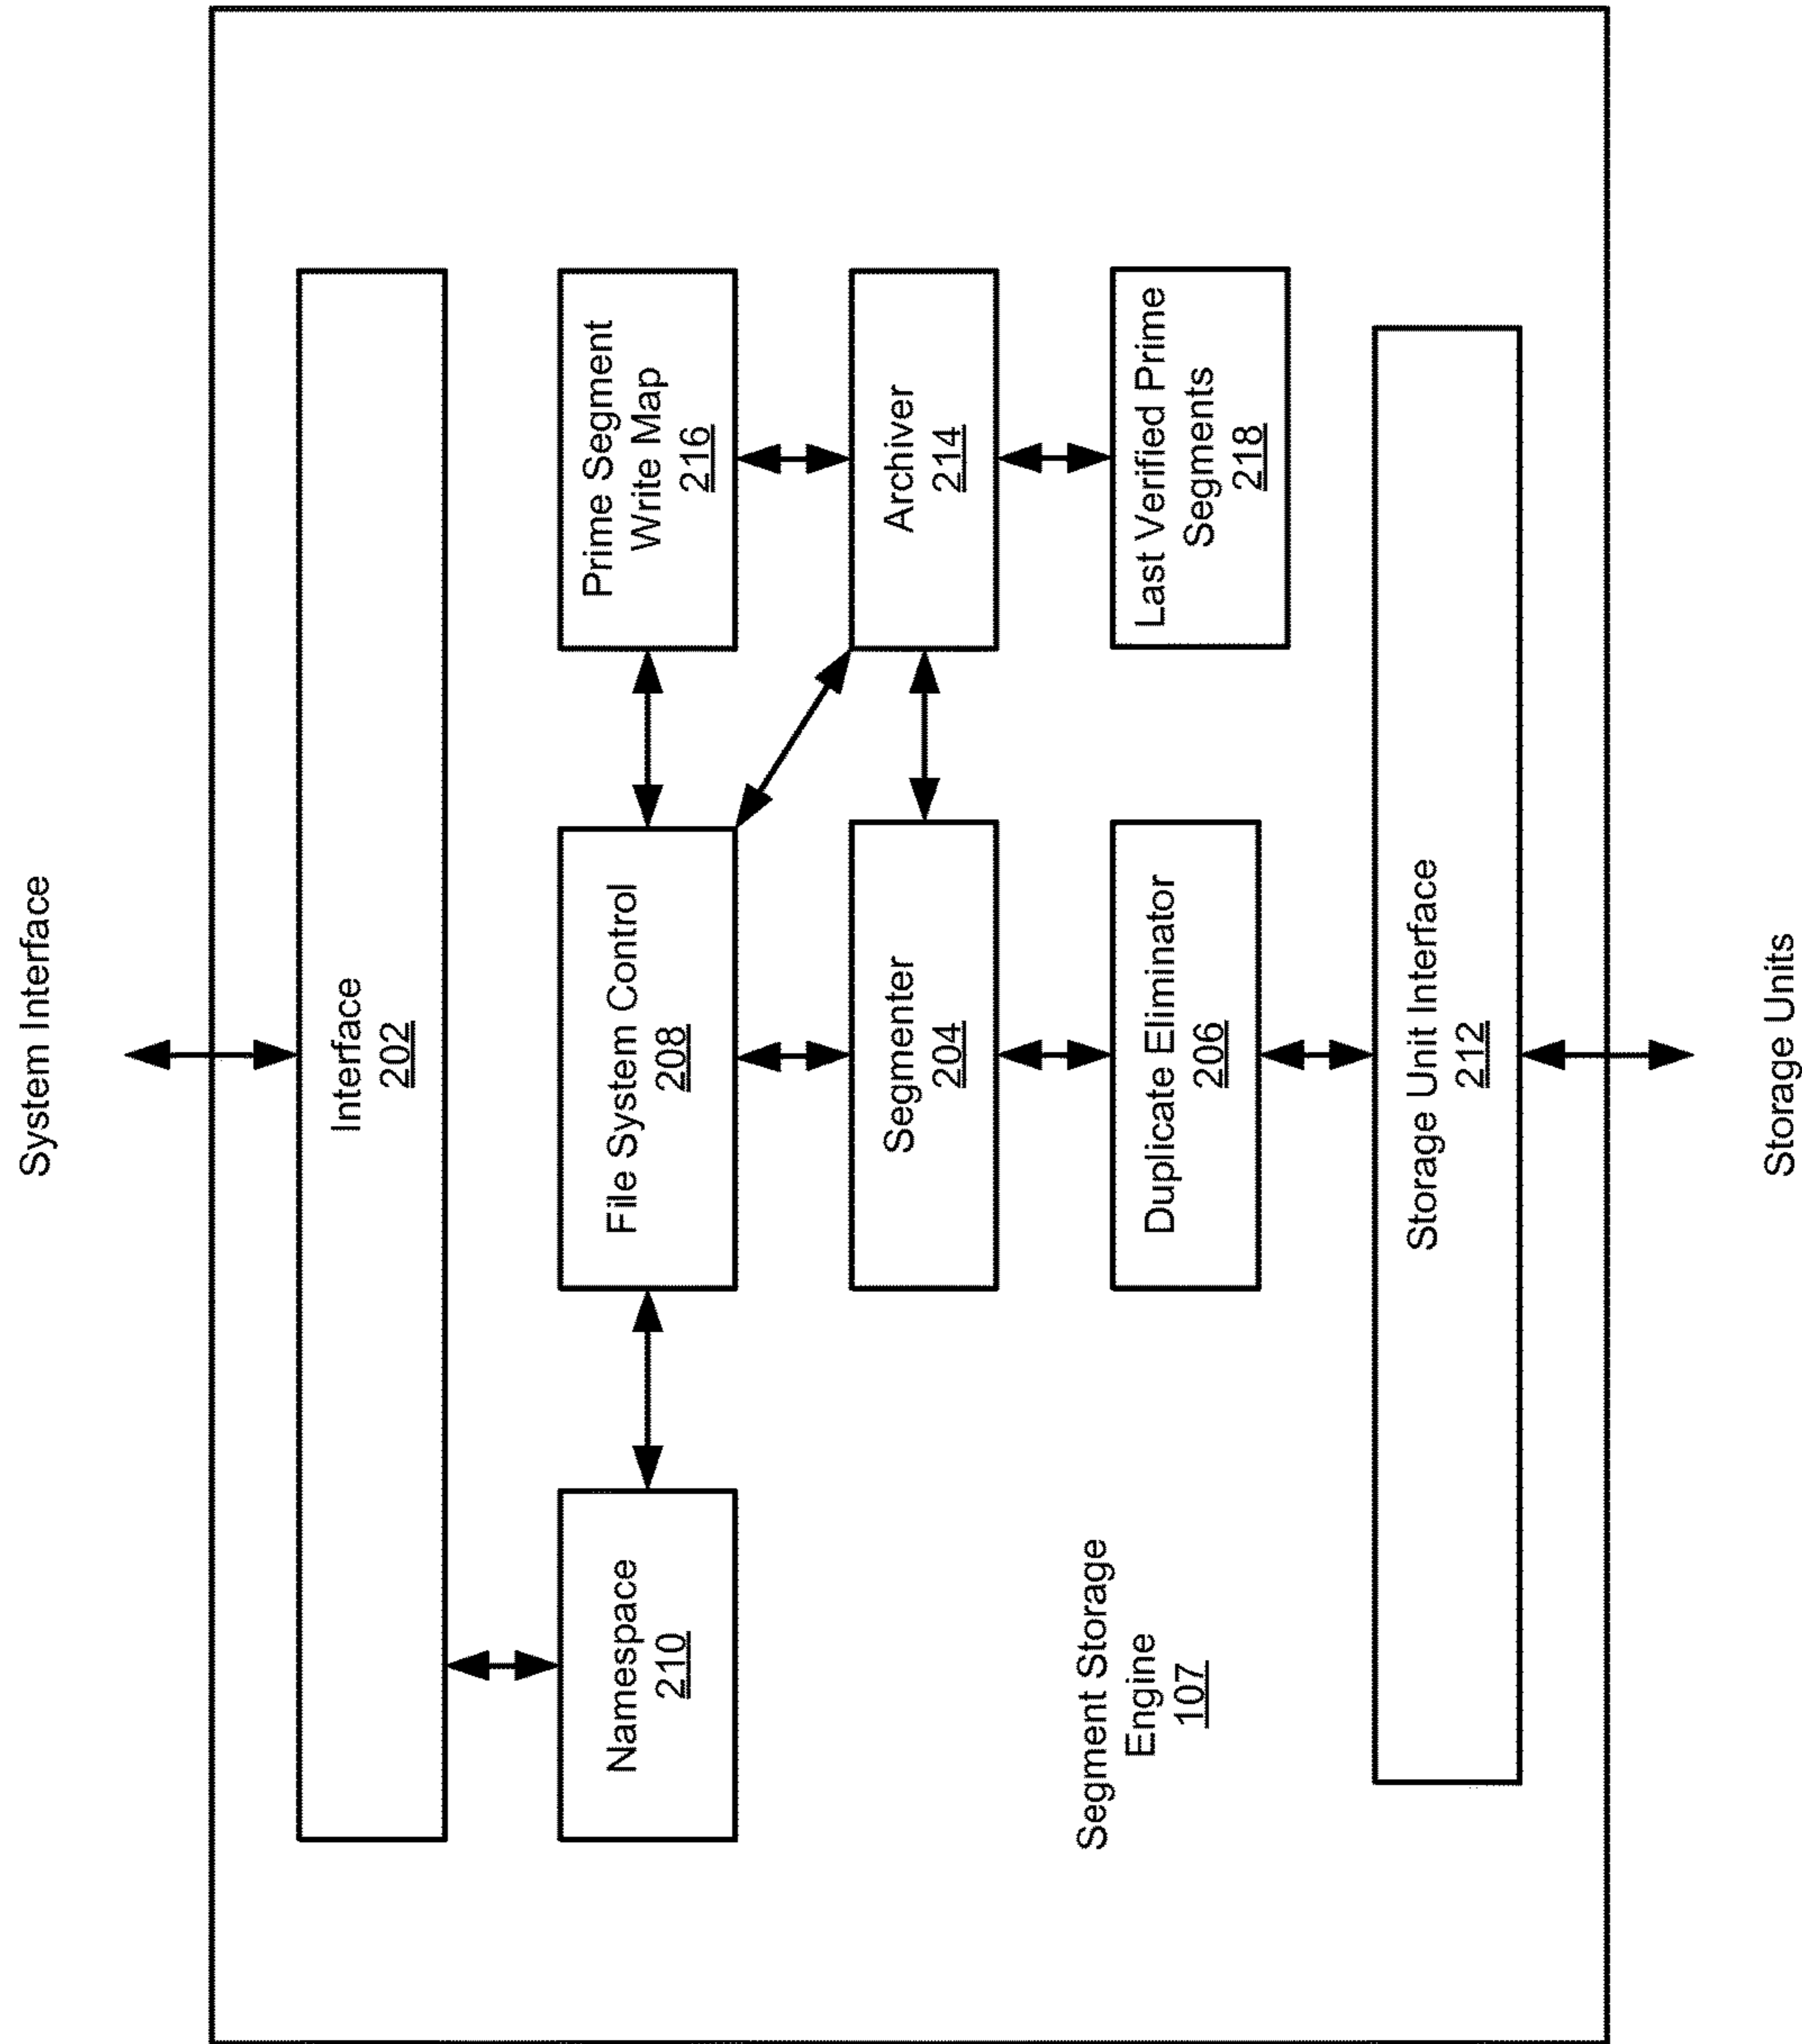 System Interface
Interface
202
Namespace
210
File System Control
208
Prime Segment
Write Map
216
Segmenter
204
Archiver
214
Segment Storage
Engine
107
Duplicate Eliminator
206
Last Verified Prime
Segments
218
Storage Unit Interface
212
Storage Units